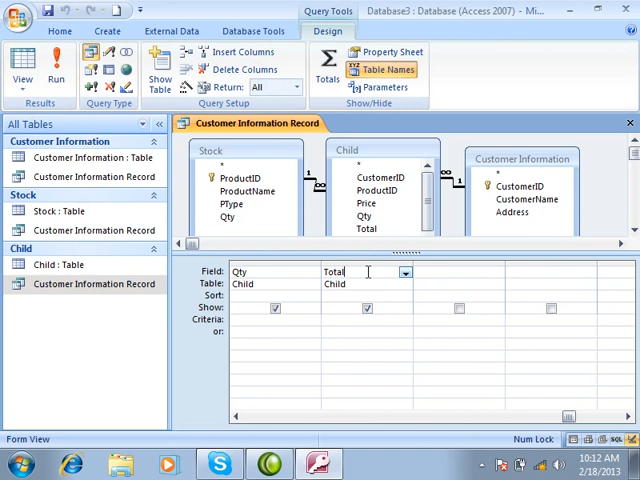 Query Tools
Database3 : Database (Access 2007) - Mi...
Home
Create
External Data
Database Tools
Design
View
Run
Show
Table
Insert Columns
Delete Columns
Return:
All
Totals
Property Sheet
Table Names
Parameters
Results
Query Type
Query Setup
Show/Hide
All Tables
Customer Information Record
Customer Information
Customer Information : Table
Customer Information Record
Stock
Stock : Table
Customer Information Record
Child
Child : Table
Customer Information Record
Stock
*
ProductID
ProductName
PType
Qty
Child
*
CustomerID
ProductID
Price
Qty
Total
Customer Information
*
CustomerID
CustomerName
Address
1
1
Field:
Qty
Total
Table:
Child
Child
Sort:
Show:
Criteria:
or:
Form View
Num Lock
SQL
10:12 AM
2/18/2013